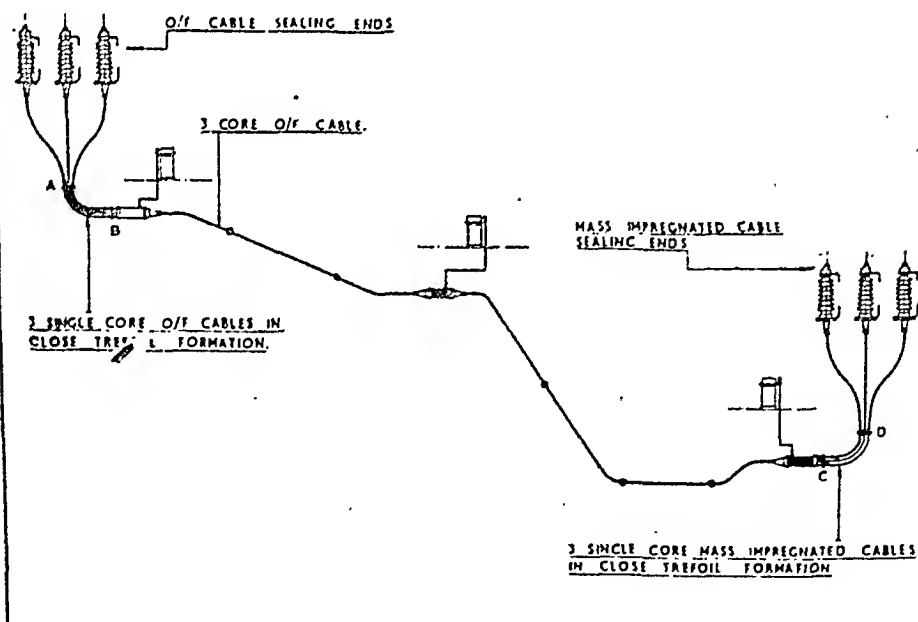 O/F CABLE SEALING ENDS
3 CORE O/F CABLE.
A
B
MASS IMPREGNATED CABLE
SEALING ENDS
3 SINGLE CORE O/F CABLES IN
CLOSE FORMATION.
D
C
3 SINGLE CORE MASS IMPREGNATED CABLES
IN CLOSE TREFOIL FORMATION